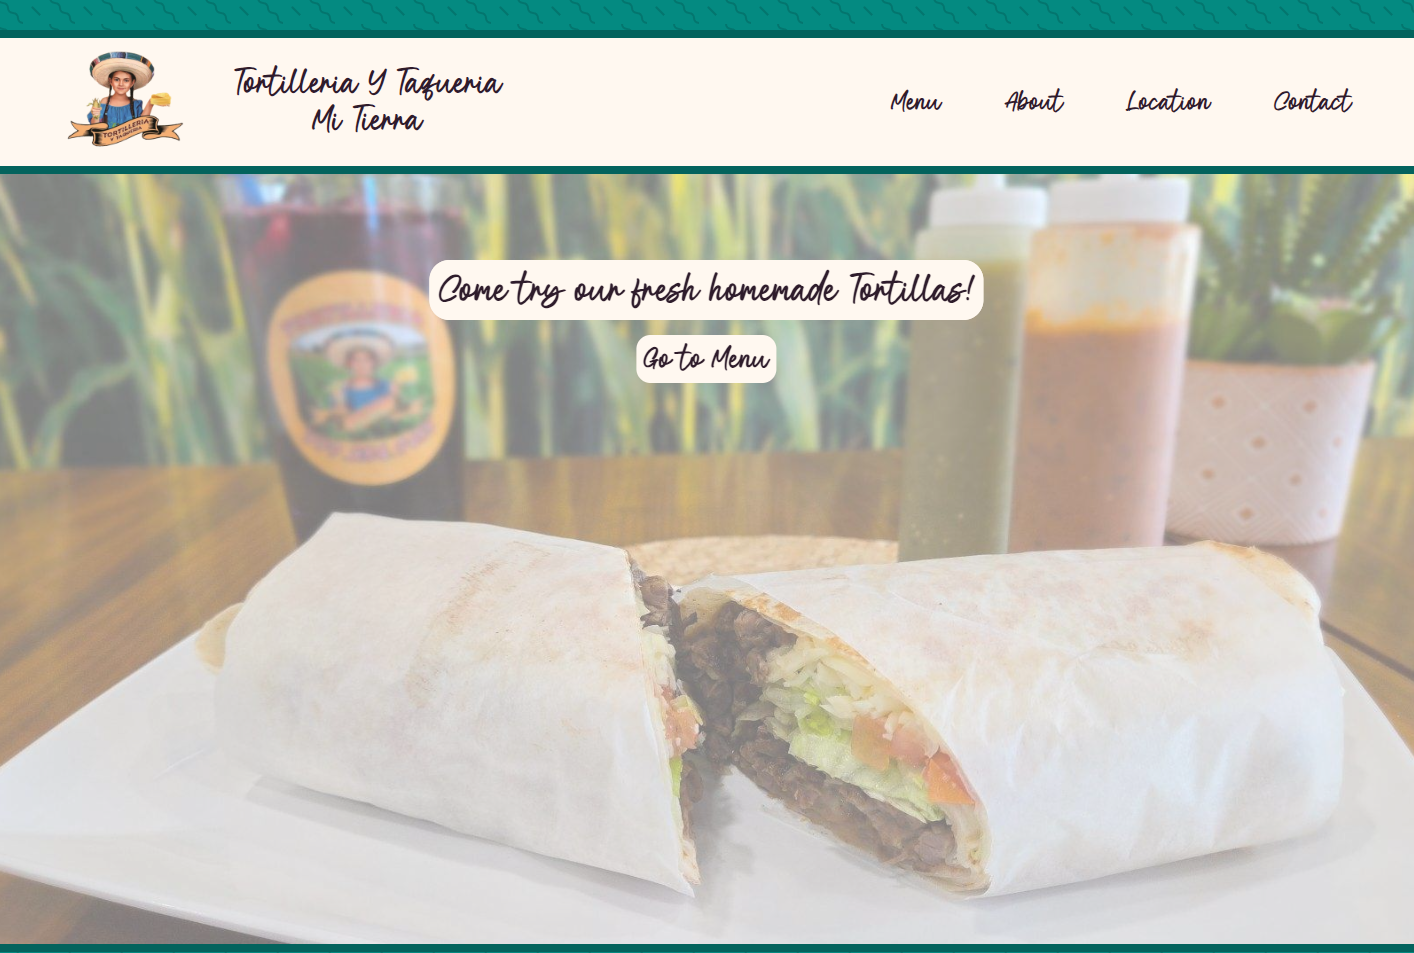 Tortilleria Y Taqueria
Mi Tierra
Menu
About
Location
Contact
TORTILLERIA
Y TAQUERIA
Come try our fresh homemade Tortillas!
Go to Menu